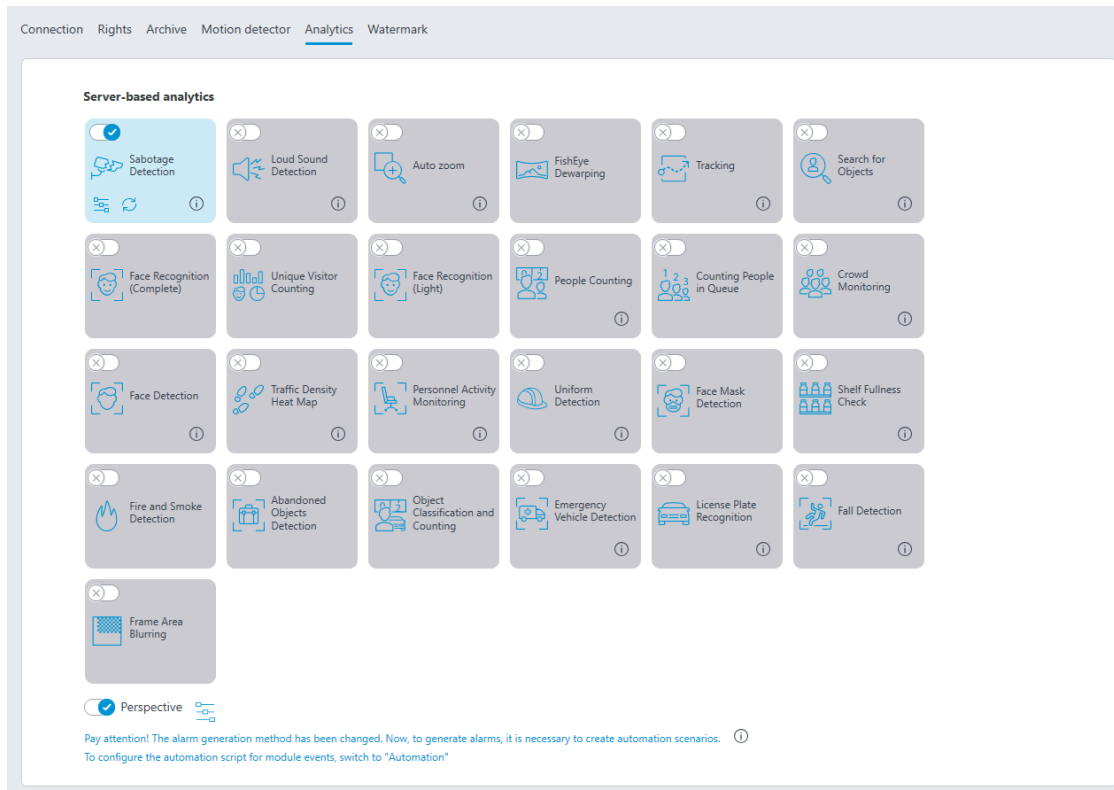 Connection Rights Archive Motion detector Analytics Watermark
Server-based analytics
Sabotage
Detection
Loud Sound
Detection
Auto zoom
FishEye
Dewarping
Tracking
Search for
Objects
Face Recognition
(Complete)
Unique Visitor
Counting
Face Recognition
(Light)
People Counting
Counting People
in Queue
Crowd
Monitoring
Face Detection
Traffic Density
Heat Map
Personnel Activity
Monitoring
Uniform
Detection
Face Mask
Detection
Shelf Fullness
Check
Fire and Smoke
Detection
Abandoned
Objects
Detection
Object
Classification and
Counting
Emergency
Vehicle Detection
License Plate
Recognition
Fall Detection
Frame Area
Blurring
Perspective
Pay attention! The alarm generation method has been changed. Now, to generate alarms, it is necessary to create automation scenarios.
To configure the automation script for module events, switch to "Automation"